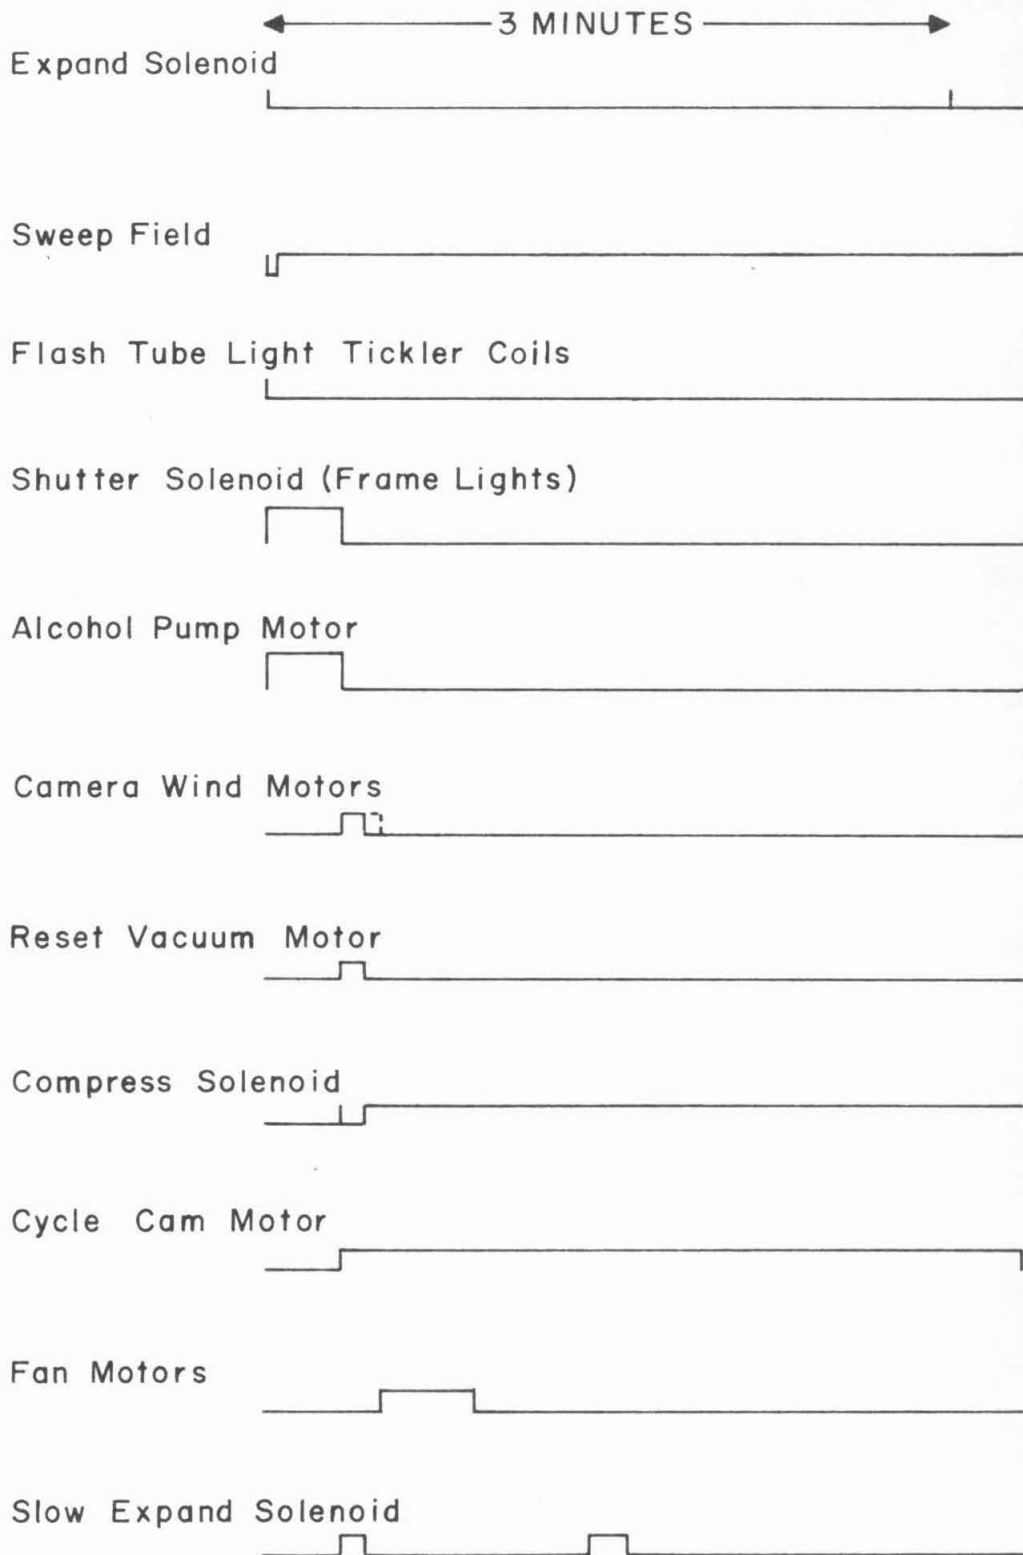 3 MINUTES
Expand Solenoid
Sweep Field
Flash Tube Light Tickler Coils
Shutter Solenoid (Frame Lights)
Alcohol Pump Motor
Camera Wind Motors
Reset Vacuum Motor
Compress Solenoid
Cycle Cam Motor
Fan Motors
Slow Expand Solenoid